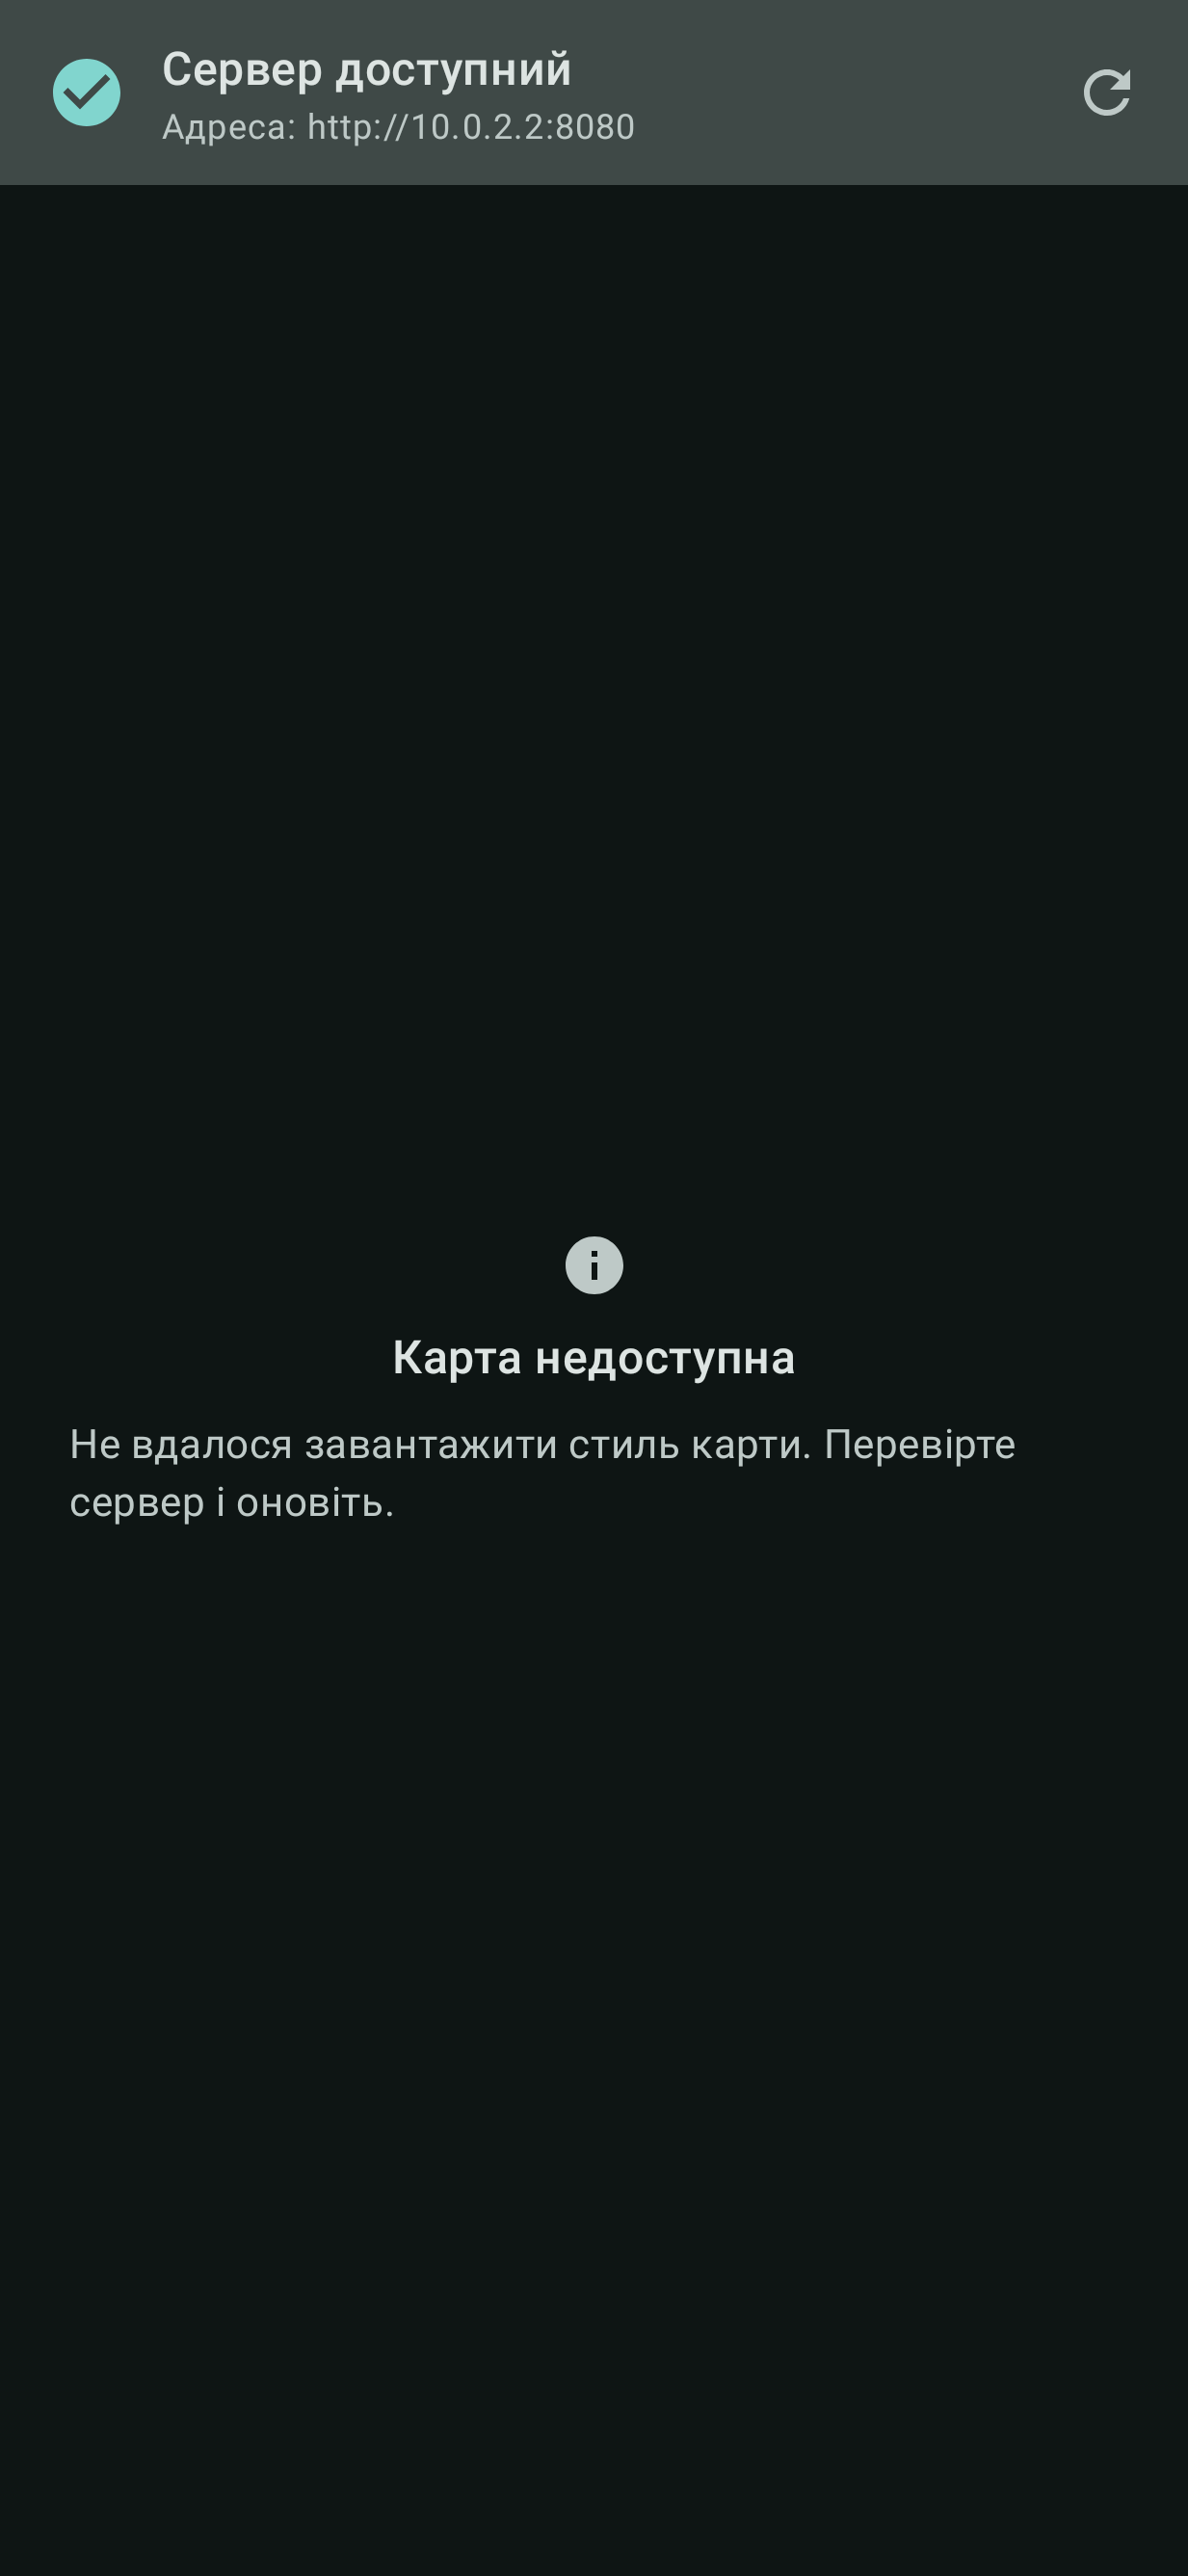 Сервер доступний
Адреса: http://10.0.2.2:8080
Карта недоступна
Не вдалося завантажити стиль карти. Перевірте
сервер і оновіть.